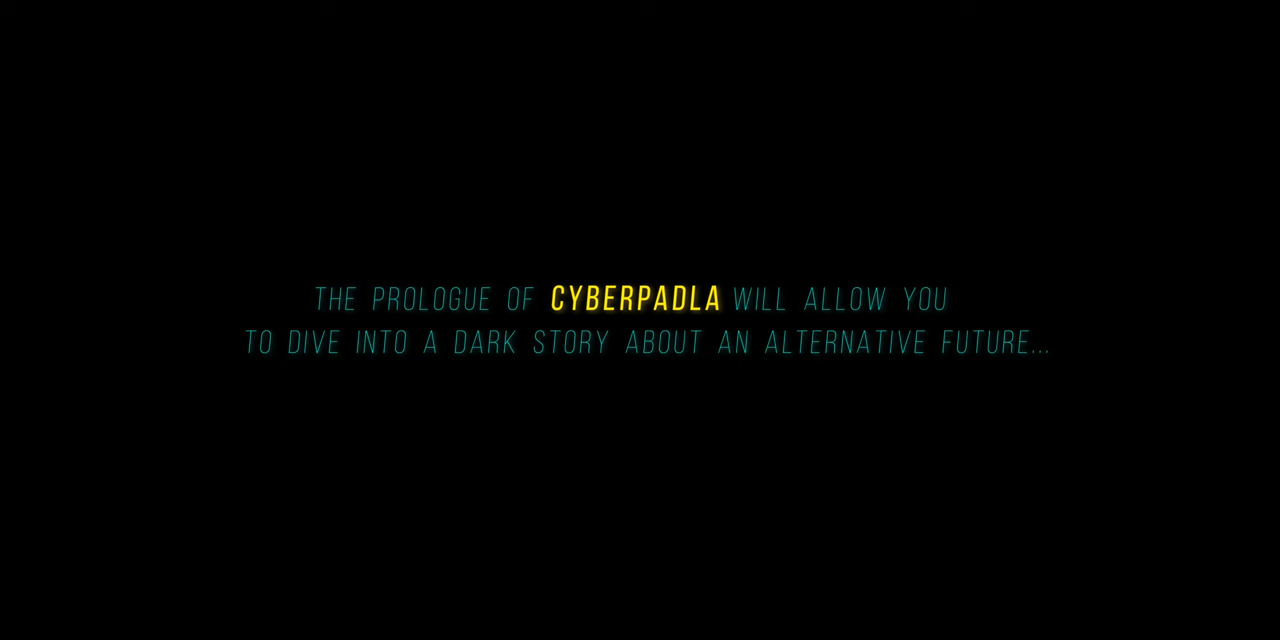 THE PROLOGUE OF CYBERPADLA WILL ALLOW YOU
TO DIVE INTO A DARK STORY ABOUT AN ALTERNATIVE FUTURE...